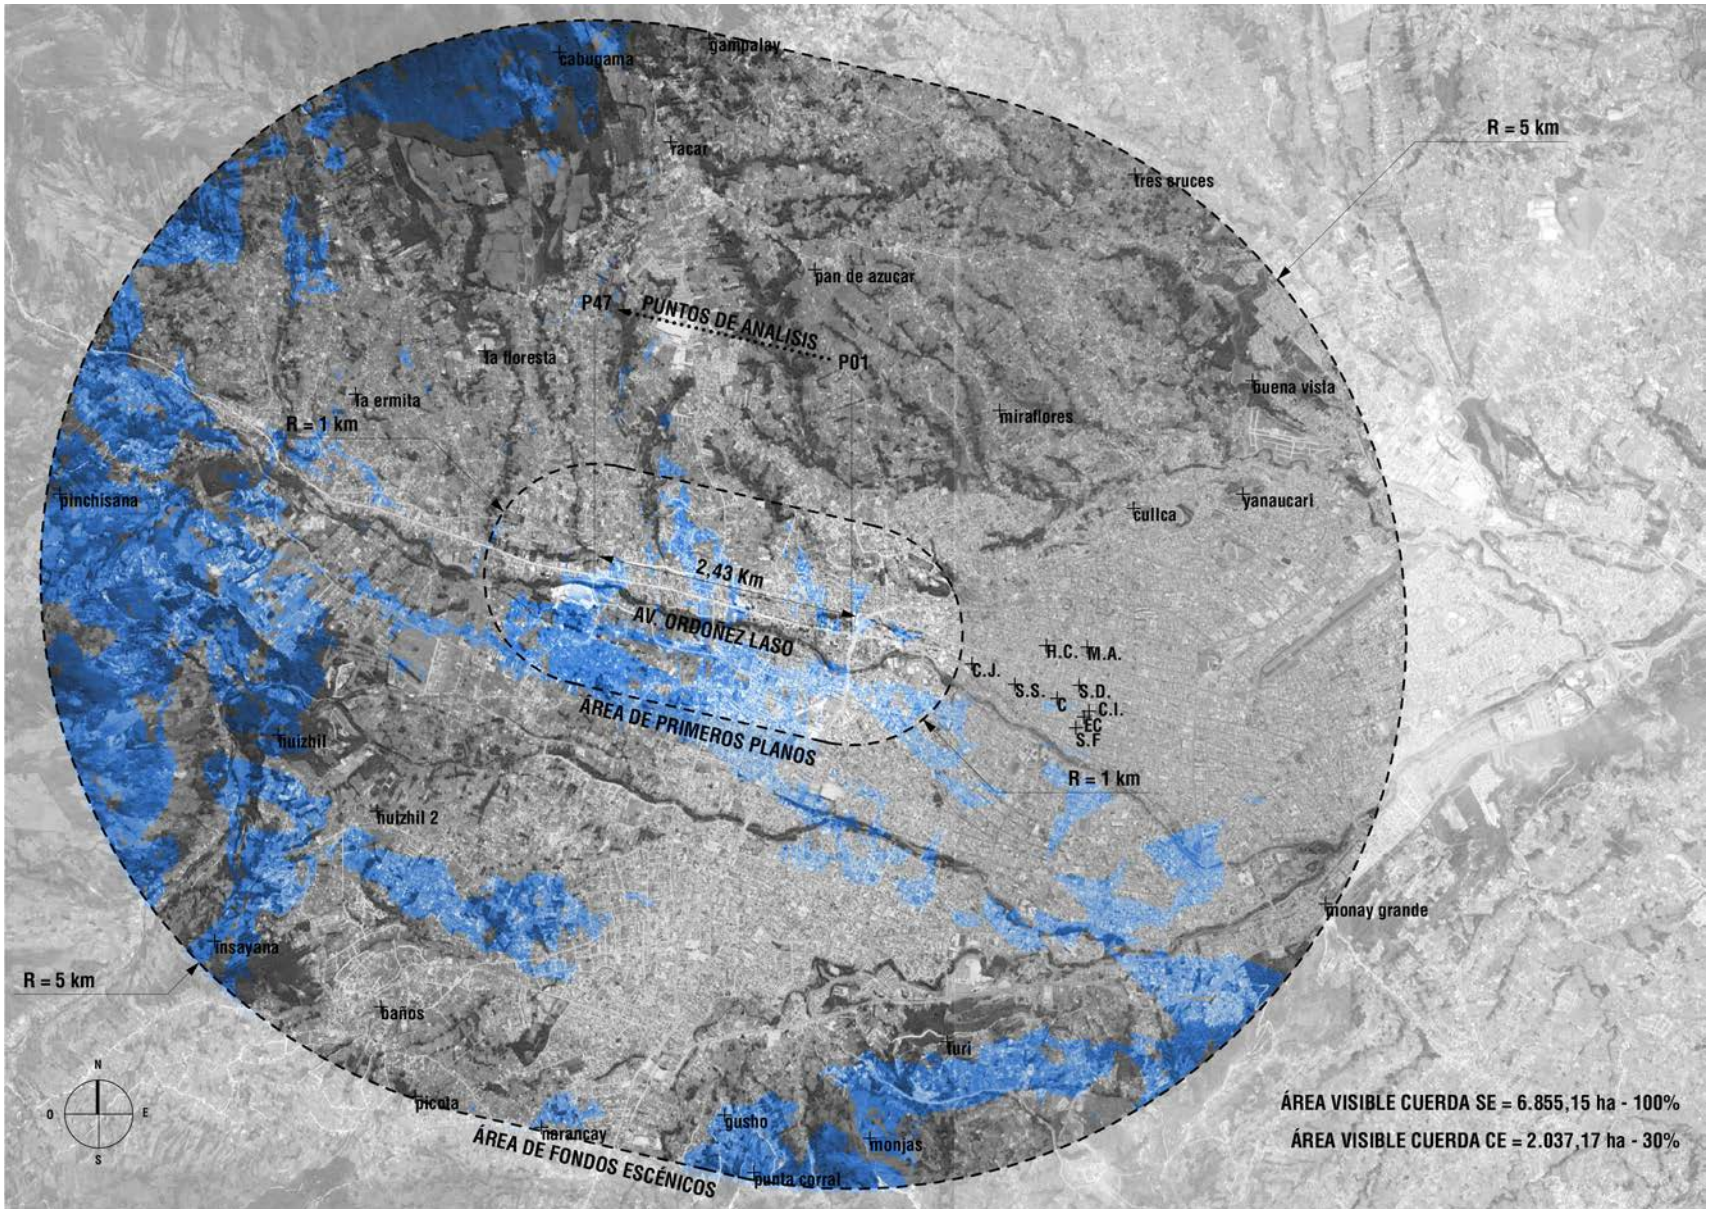 gampalay
cabugama
R = 5 km
racar
tres cruces
pan de azucar
P47
PUNTOS DE ANALISIS
P01
la floresta
buena vista
la ermita
miraflores
R = 1 km
pinchisana
yanaucari
cullca
2,43 Km
AV. ORDOÑEZ LASO
H.C.
M.A.
C.J.
S.S.
S.D.
C
C.I.
EC
S.F
ÁREA DE PRIMEROS PLANOS
huizhil
R = 1 km
huizhil 2
monay grande
insayana
R = 5 km
baños
turi
N
O
E
S
picota
narancay
gusho
monjas
punta corral
ÁREA DE FONDOS ESCÉNICOS
ÁREA VISIBLE CUERDA SE = 6.855,15 ha - 100%
ÁREA VISIBLE CUERDA CE = 2.037,17 ha - 30%